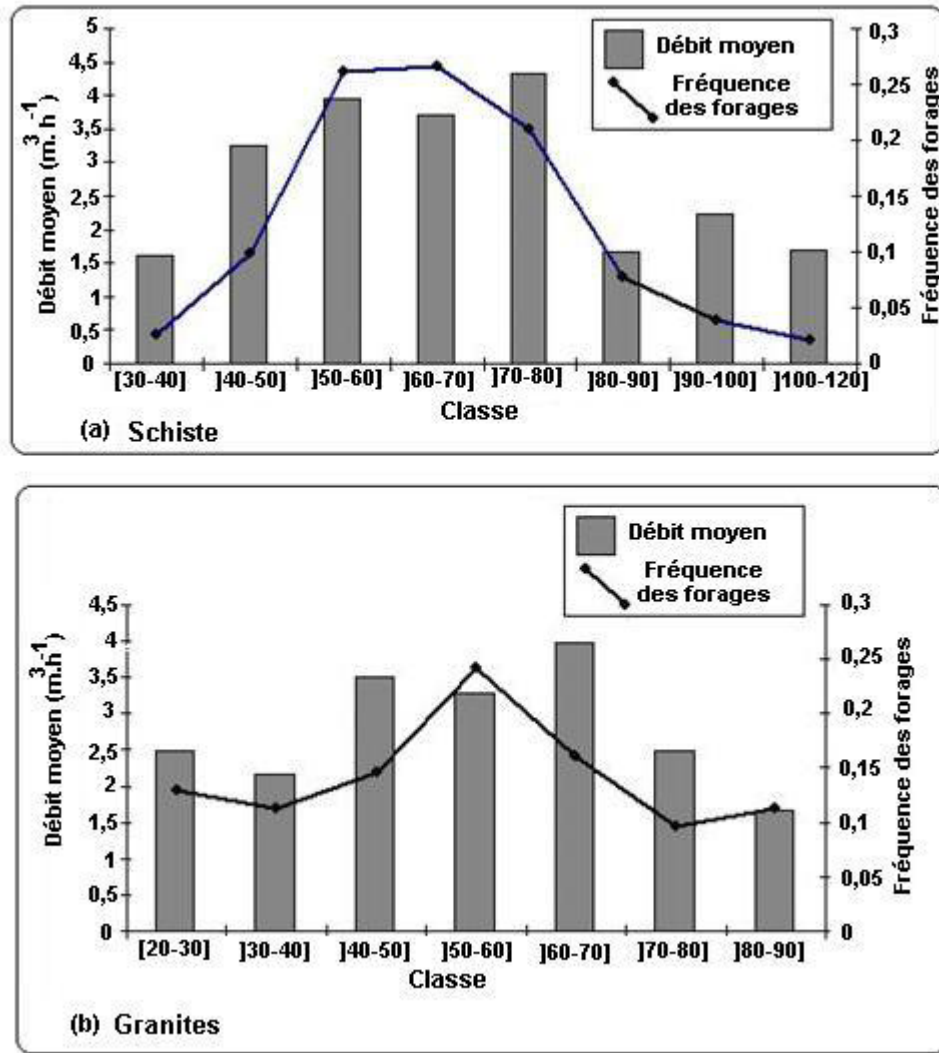 Débit moyen
Fréquence
des forages
Débit moyen (m3.h-1)
5
4,5
4
3,5
3
2,5
2
1,5
1
0,5
0
0,3
0,25
0,2
0,15
0,1
0,05
0
Fréquence des forages
]30-40] ]40-50] ]50-60] ]60-70] ]70-80] ]80-90] ]90-100] ]100-120]
Classe
(a) Schiste
Débit moyen
Fréquence
des forages
Débit moyen (m3.h-1)
4,5
4
3,5
3
2,5
2
1,5
1
0,5
0
0,3
0,25
0,2
0,15
0,1
0,05
0
Fréquence des forages
[20-30] ]30-40] ]40-50] ]50-60] ]60-70] ]70-80] ]80-90]
Classe
(b) Granites